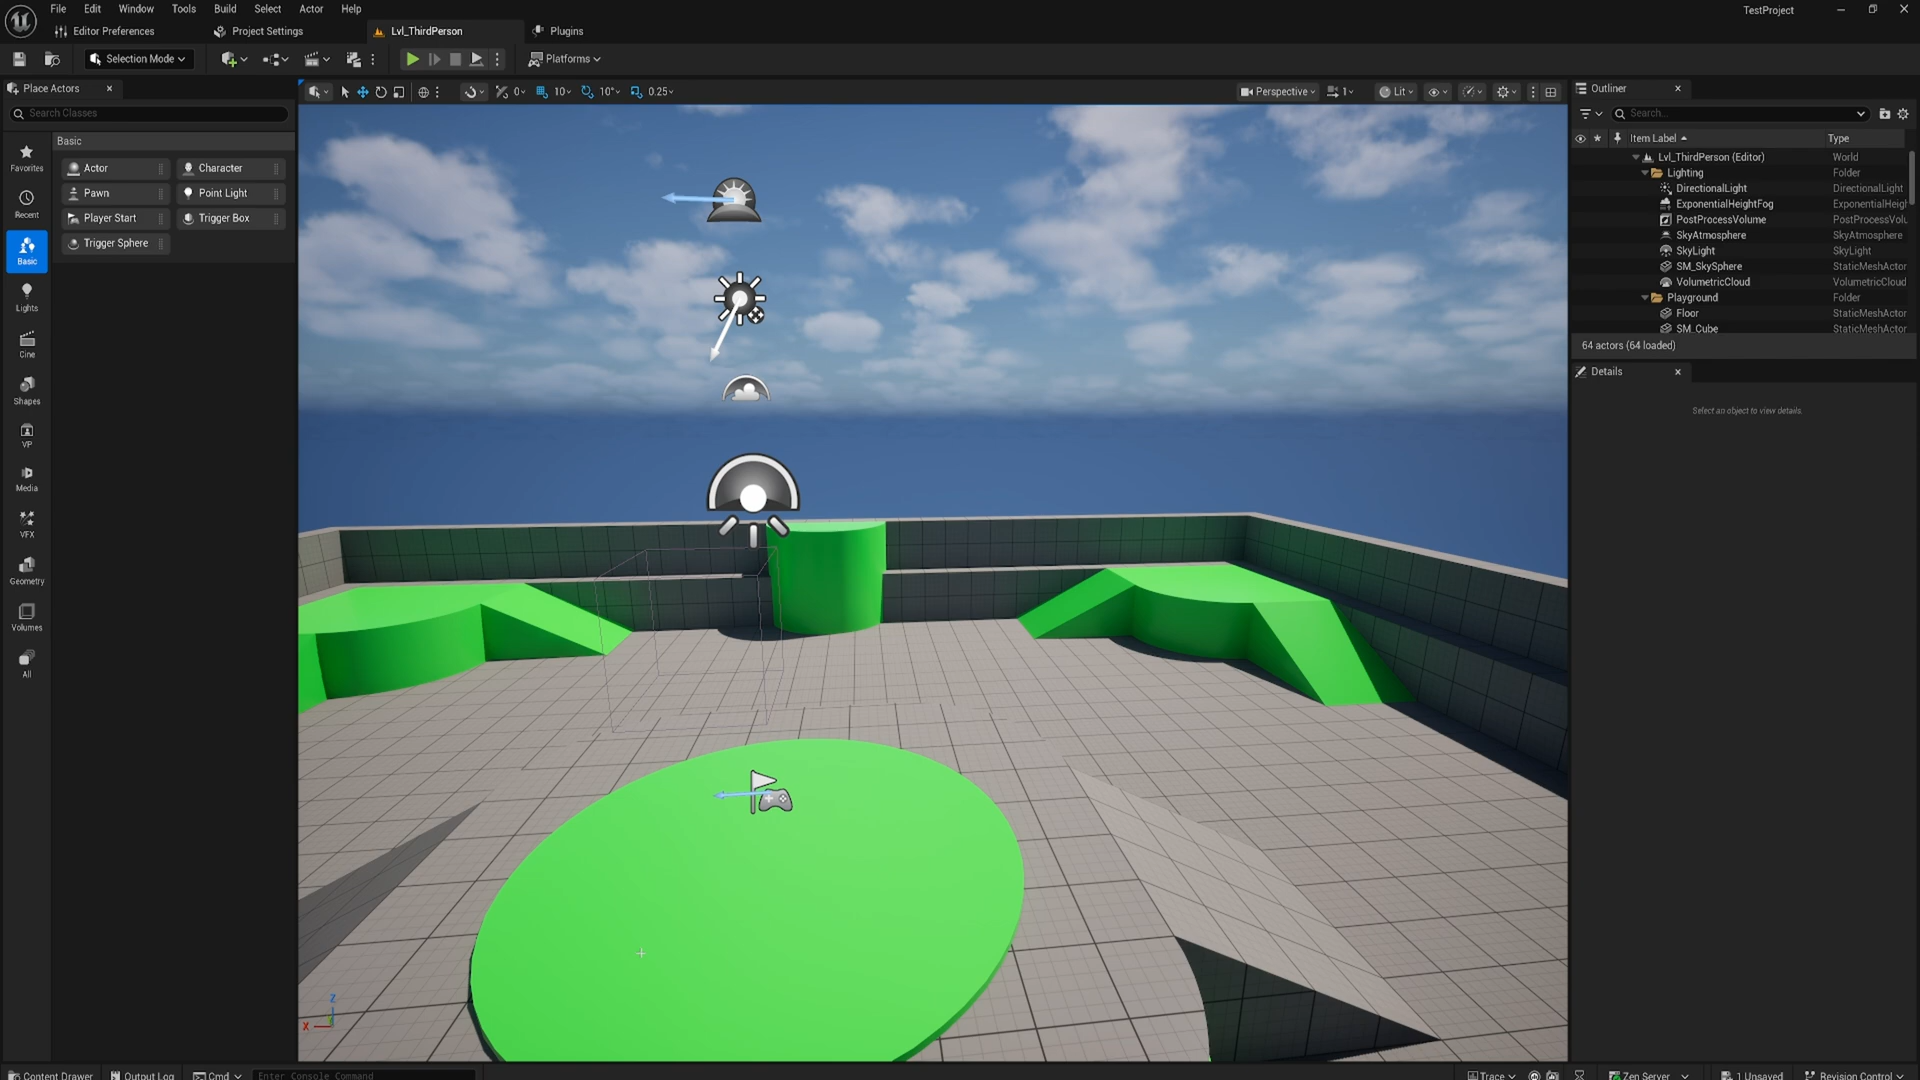 File Edit Window Tools Build Select Actor Help
TestProject
Editor Preferences Project Settings Lvl_ThirdPerson Plugins
Selection Mode Platforms
Place Actors
Search Classes
Basic
Favorites
Recent
Basic
Lights
Cine
Shapes
VP
Media
VFX
Geometry
Volumes
All
Actor Character
Pawn Point Light
Player Start Trigger Box
Trigger Sphere
0 10 10° 0.25
Perspective 1 Lit
Z
X
Outliner
Search...
Item Label Type
Lvl_ThirdPerson (Editor) World
Lighting Folder
DirectionalLight DirectionalLight
ExponentialHeightFog ExponentialHeigh
PostProcessVolume PostProcessVolu
SkyAtmosphere SkyAtmosphere
SkyLight SkyLight
SM_SkySphere StaticMeshActor
VolumetricCloud VolumetricCloud
Playground Folder
Floor StaticMeshActor
SM_Cube StaticMeshActor
64 actors (64 loaded)
Details
Select an object to view details.
Content Drawer Output Log Cmd Enter Console Command
Trace Zen Server 1 Unsaved Revision Control